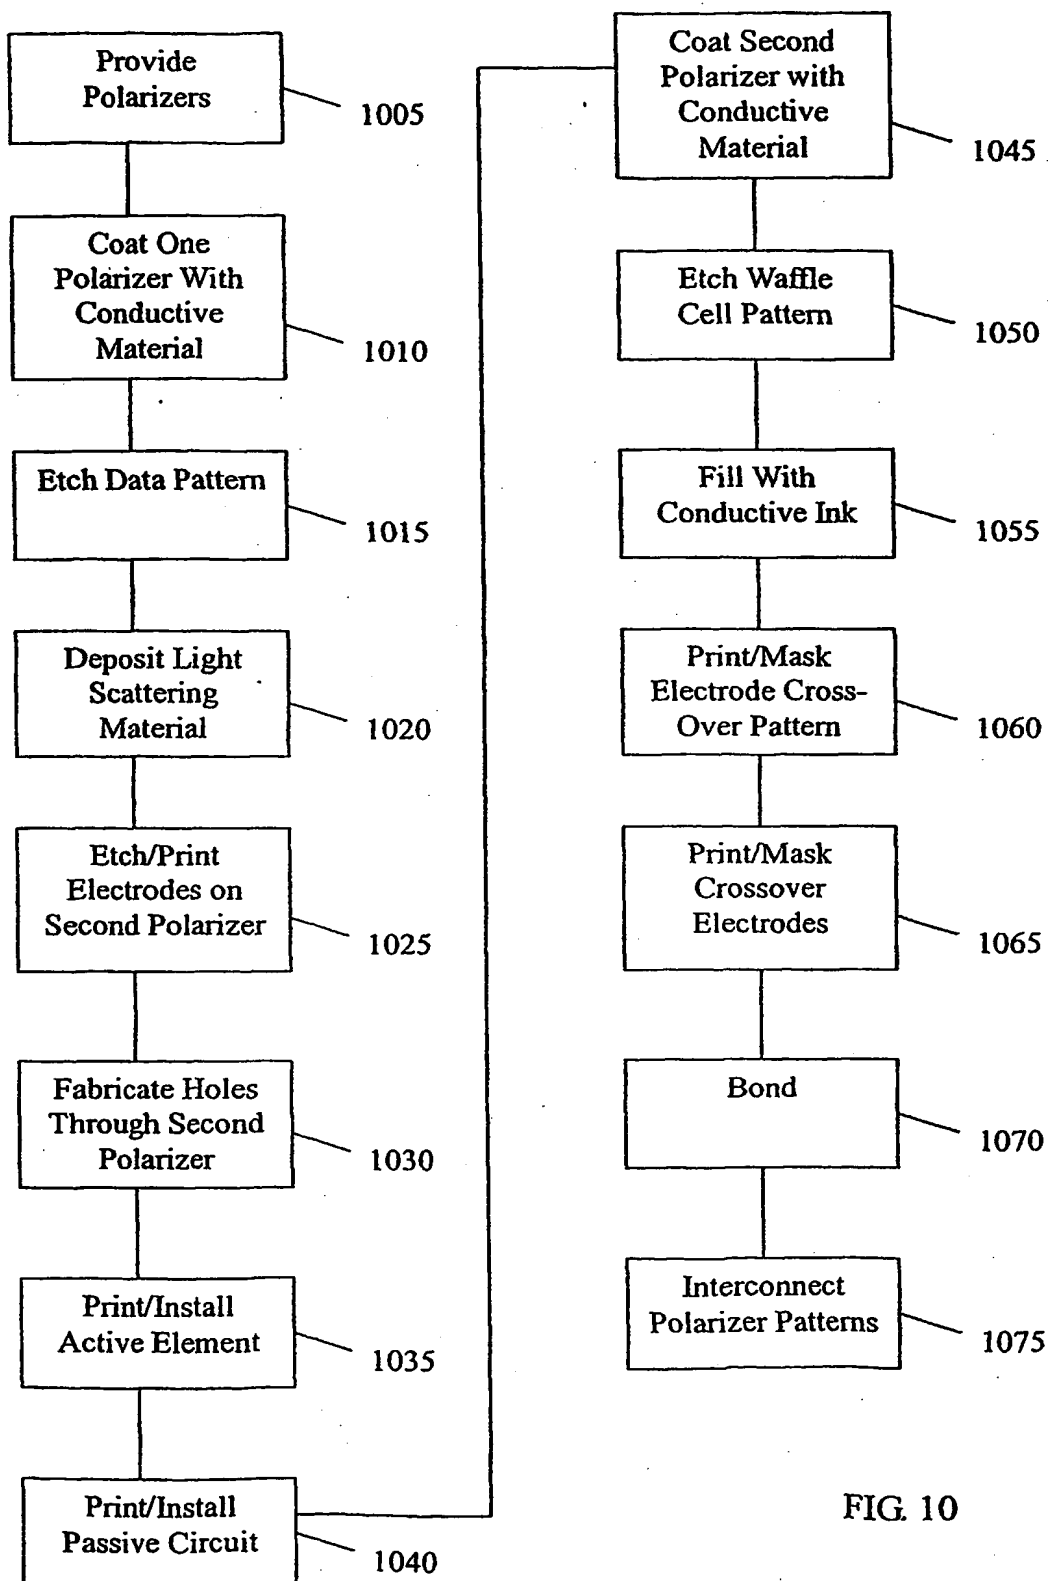 Provide
Polarizers
1005
Coat One
Polarizer With
Conductive
Material
1010
Etch Data Pattern
1015
Deposit Light
Scattering
Material
1020
Etch/Print
Electrodes on
Second Polarizer
1025
Fabricate Holes
Through Second
Polarizer
1030
Print/Install
Active Element
1035
Print/Install
Passive Circuit
1040
Coat Second
Polarizer with
Conductive
Material
1045
Etch Waffle
Cell Pattern
1050
Fill With
Conductive Ink
1055
Print/Mask
Electrode Cross-
Over Pattern
1060
Print/Mask
Crossover
Electrodes
1065
Bond
1070
Interconnect
Polarizer Patterns
1075
FIG. 10